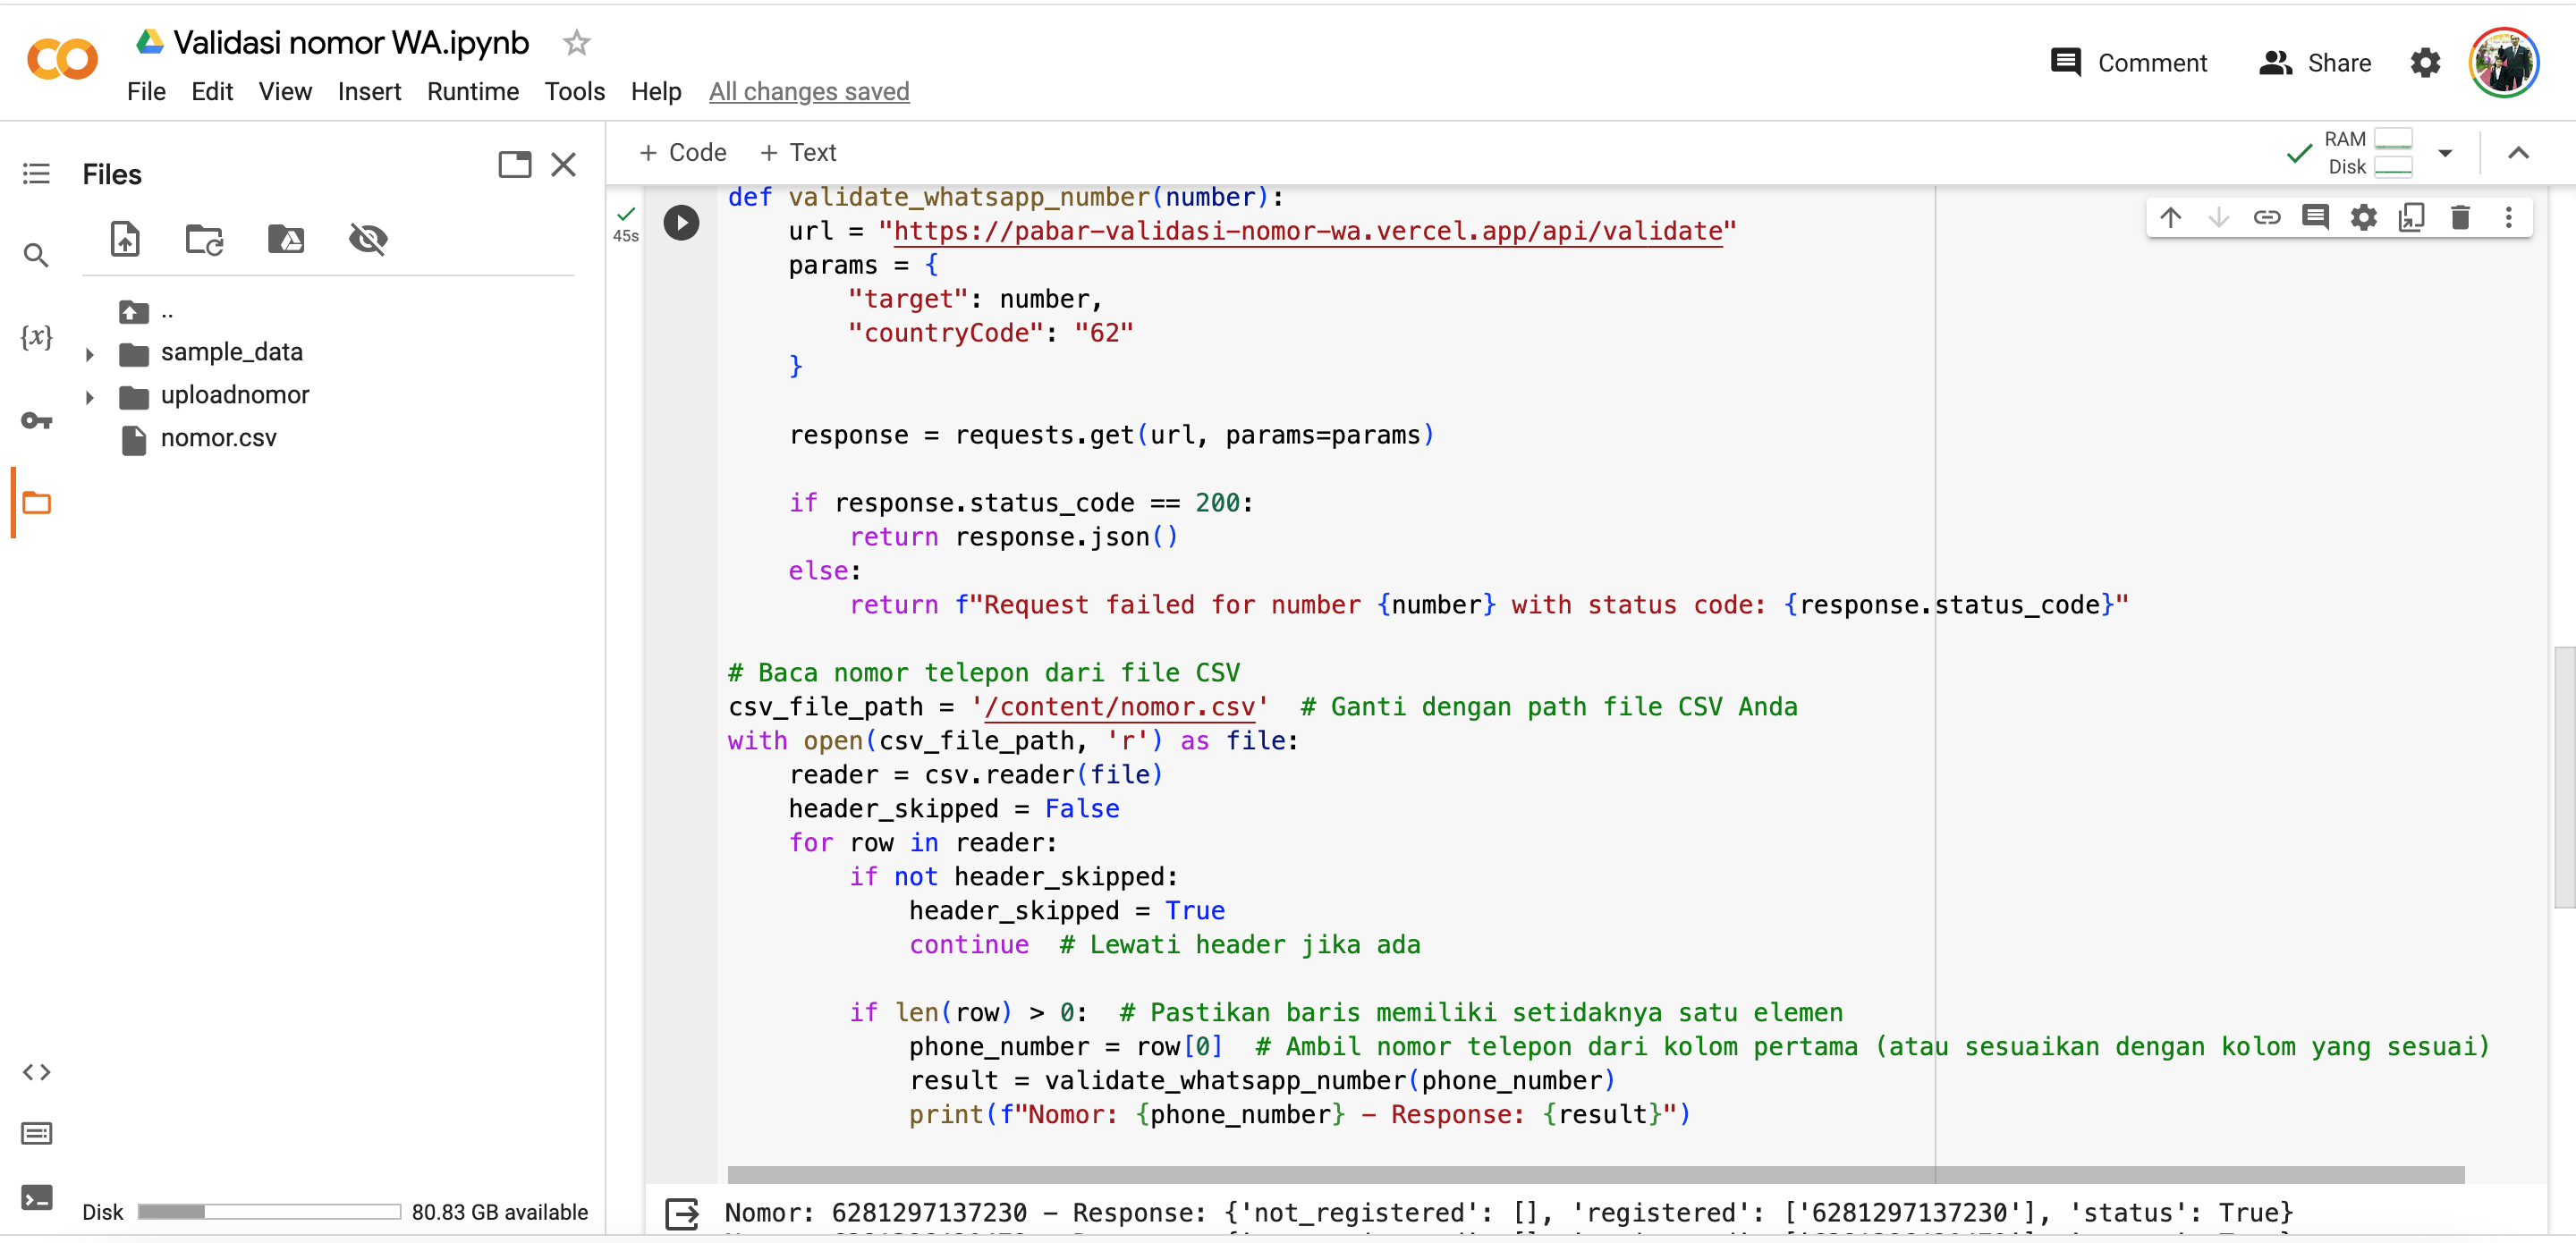 Validasi nomor WA.ipynb
File Edit View Insert Runtime Tools Help All changes saved
Comment Share
Files
+ Code + Text
RAM
Disk
..
sample_data
uploadnomor
nomor.csv
{x}
45s
def validate_whatsapp_number(number):
    url = "https://pabar-validasi-nomor-wa.vercel.app/api/validate"
    params = {
        "target": number,
        "countryCode": "62"
    }
    response = requests.get(url, params=params)
    if response.status_code == 200:
        return response.json()
    else:
        return f"Request failed for number {number} with status code: {response.status_code}"
# Baca nomor telepon dari file CSV
csv_file_path = '/content/nomor.csv'  # Ganti dengan path file CSV Anda
with open(csv_file_path, 'r') as file:
    reader = csv.reader(file)
    header_skipped = False
    for row in reader:
        if not header_skipped:
            header_skipped = True
            continue  # Lewati header jika ada
        if len(row) > 0:  # Pastikan baris memiliki setidaknya satu elemen
            phone_number = row[0]  # Ambil nomor telepon dari kolom pertama (atau sesuaikan dengan kolom yang sesuai)
            result = validate_whatsapp_number(phone_number)
            print(f"Nomor: {phone_number} – Response: {result}")
Disk 80.83 GB available
Nomor: 6281297137230 – Response: {'not_registered': [], 'registered': ['6281297137230'], 'status': True}